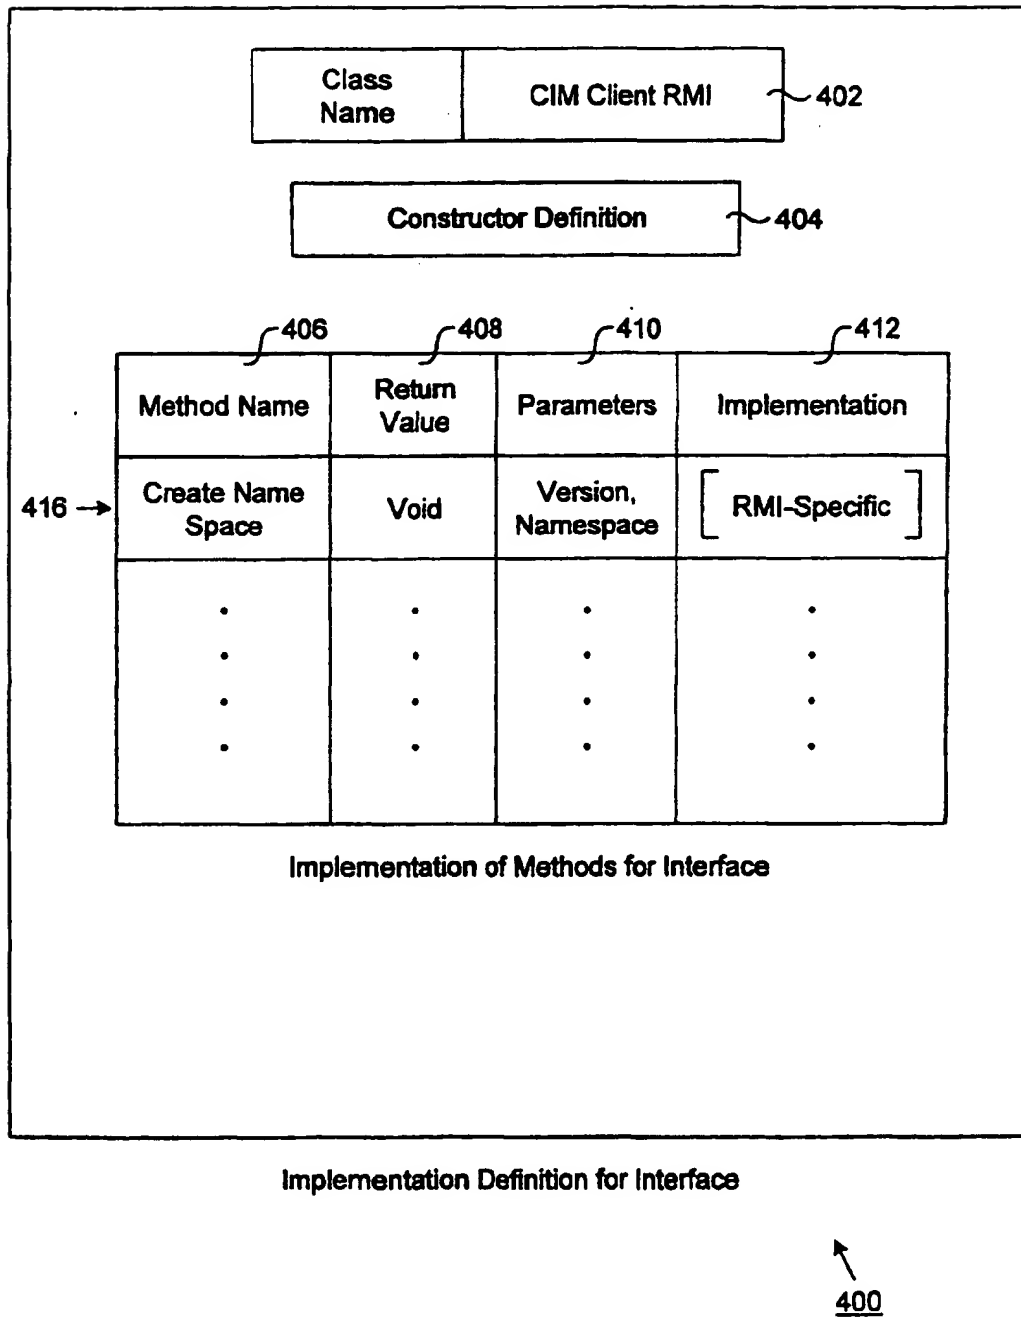 Class
Name
CIM Client RMI
402
Constructor Definition
404
406
408
410
412
Method Name
Return
Value
Parameters
Implementation
416
Create Name
Space
Void
Version,
Namespace
RMI-Specific
Implementation of Methods for Interface
Implementation Definition for Interface
400